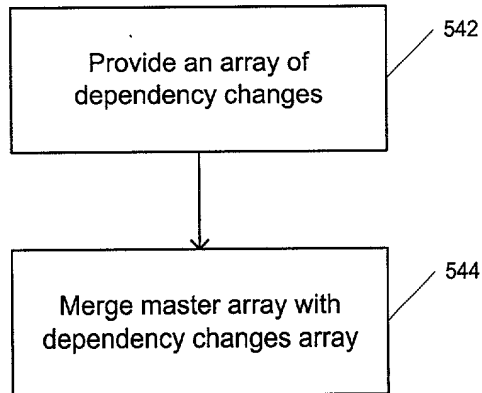 542
Provide an array of
dependency changes
544
Merge master array with
dependency changes array